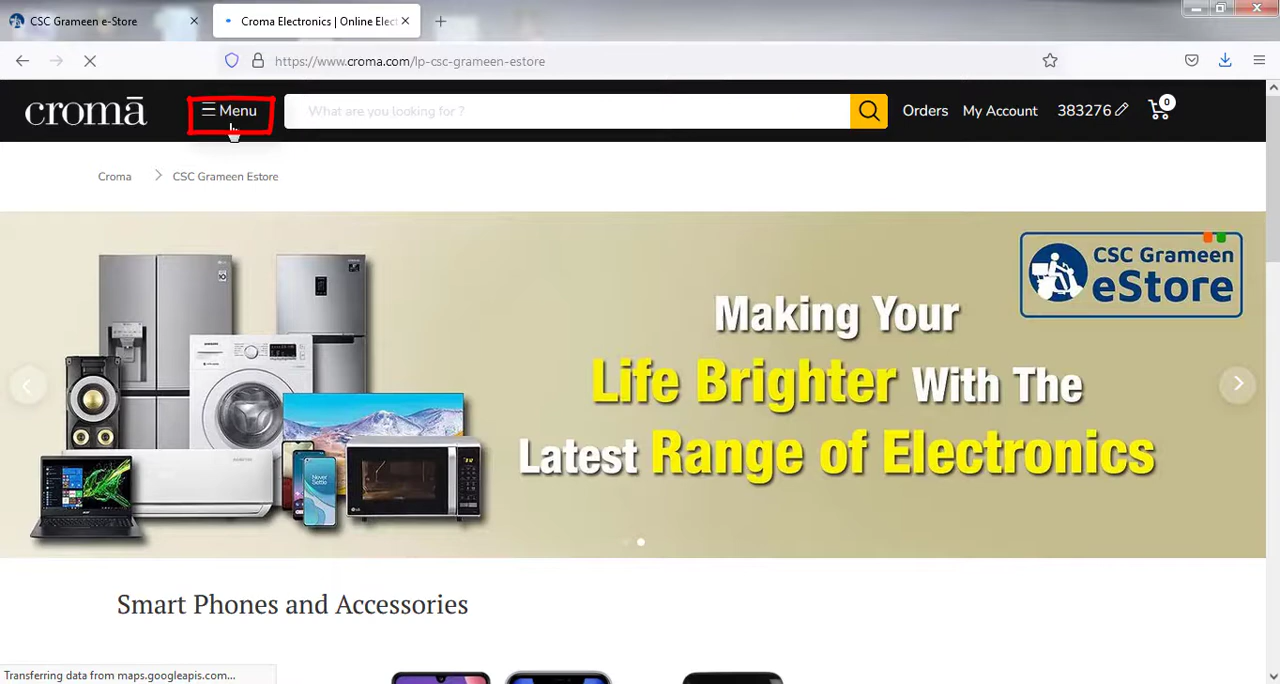 CSC Grameen e-Store
Croma Electronics | Online Elect
https://www.croma.com/lp-csc-grameen-estore
cromā
Menu
What are you looking for ?
Orders
My Account
383276
0
Croma
CSC Grameen Estore
CSC Grameen
eStore
Making Your
Life Brighter With The
Latest Range of Electronics
Smart Phones and Accessories
Transferring data from maps.googleapis.com...